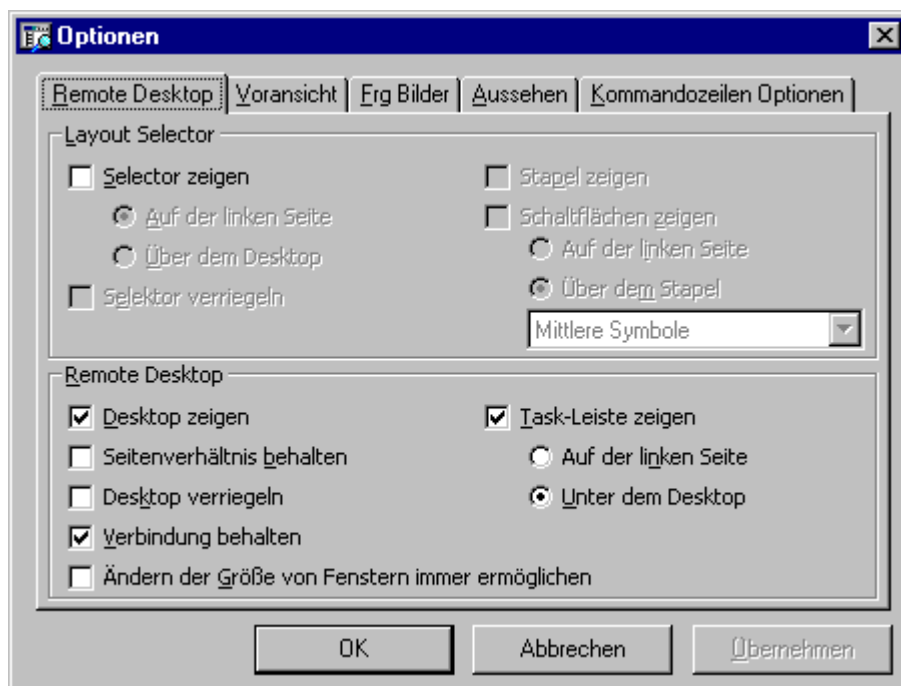 Optionen
Remote Desktop Voransicht Frg Bilder Aussehen Kommandozeilen Optionen
Layout Selector
Selector zeigen
Auf der linken Seite
Über dem Desktop
Selektor verriegeln
Stapel zeigen
Schaltflächen zeigen
Auf der linken Seite
Über dem Stapel
Mittlere Symbole
Remote Desktop
Desktop zeigen
Seitenverhältnis behalten
Desktop verriegeln
Verbindung behalten
Ändern der Größe von Fenstern immer ermöglichen
Task-Leiste zeigen
Auf der linken Seite
Unter dem Desktop
OK Abbrechen Übernehmen